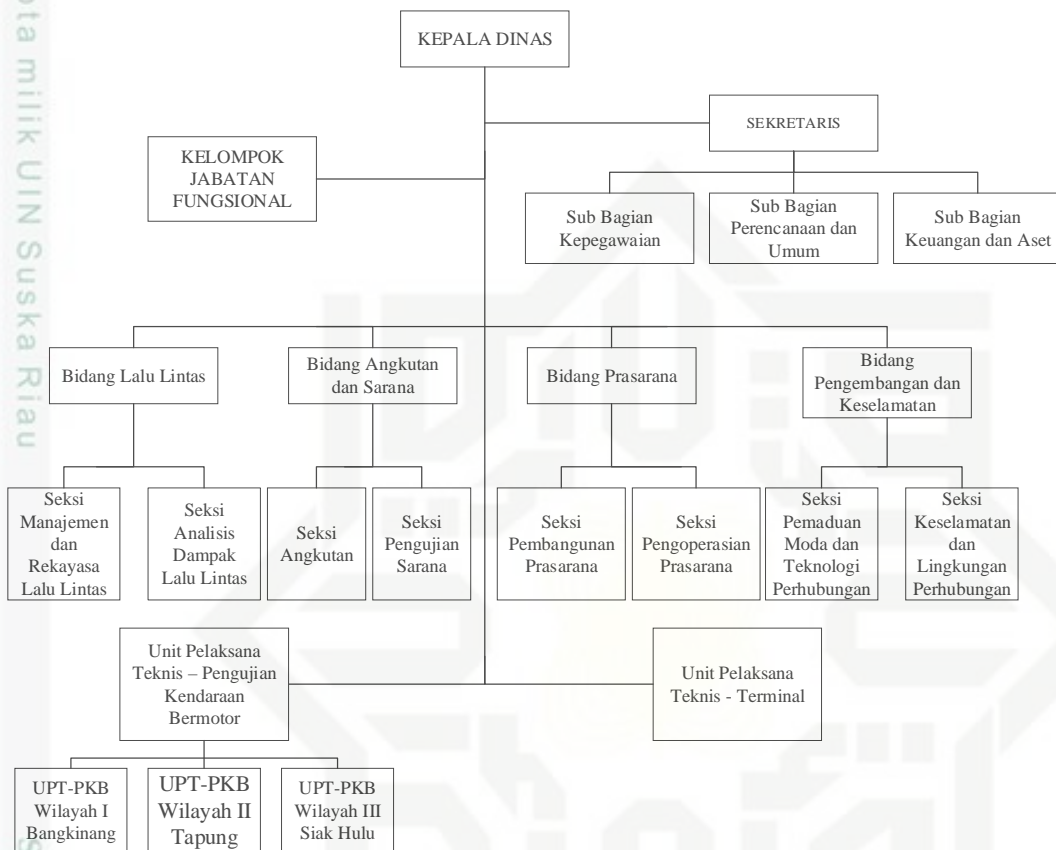 KEPALA DINAS
SEKRETARIS
KELOMPOK
JABATAN
FUNGSIONAL
Sub Bagian
Kepegawaian
Sub Bagian
Perencanaan dan
Umum
Sub Bagian
Keuangan dan Aset
Bidang Lalu Lintas
Bidang Angkutan
dan Sarana
Bidang Prasarana
Bidang
Pengembangan dan
Keselamatan
Seksi
Manajemen
dan
Rekayasa
Lalu Lintas
Seksi
Analisis
Dampak
Lalu Lintas
Seksi
Angkutan
Seksi
Pengujian
Sarana
Seksi
Pembangunan
Prasarana
Seksi
Pengoperasian
Prasarana
Seksi
Pemaduan
Moda dan
Teknologi
Perhubungan
Seksi
Keselamatan
dan
Lingkungan
Perhubungan
Unit Pelaksana
Teknis – Pengujian
Kendaraan
Bermotor
Unit Pelaksana
Teknis - Terminal
UPT-PKB
Wilayah I
Bangkinang
UPT-PKB
Wilayah II
Tapung
UPT-PKB
Wilayah III
Siak Hulu
milik UIN Suska Riau